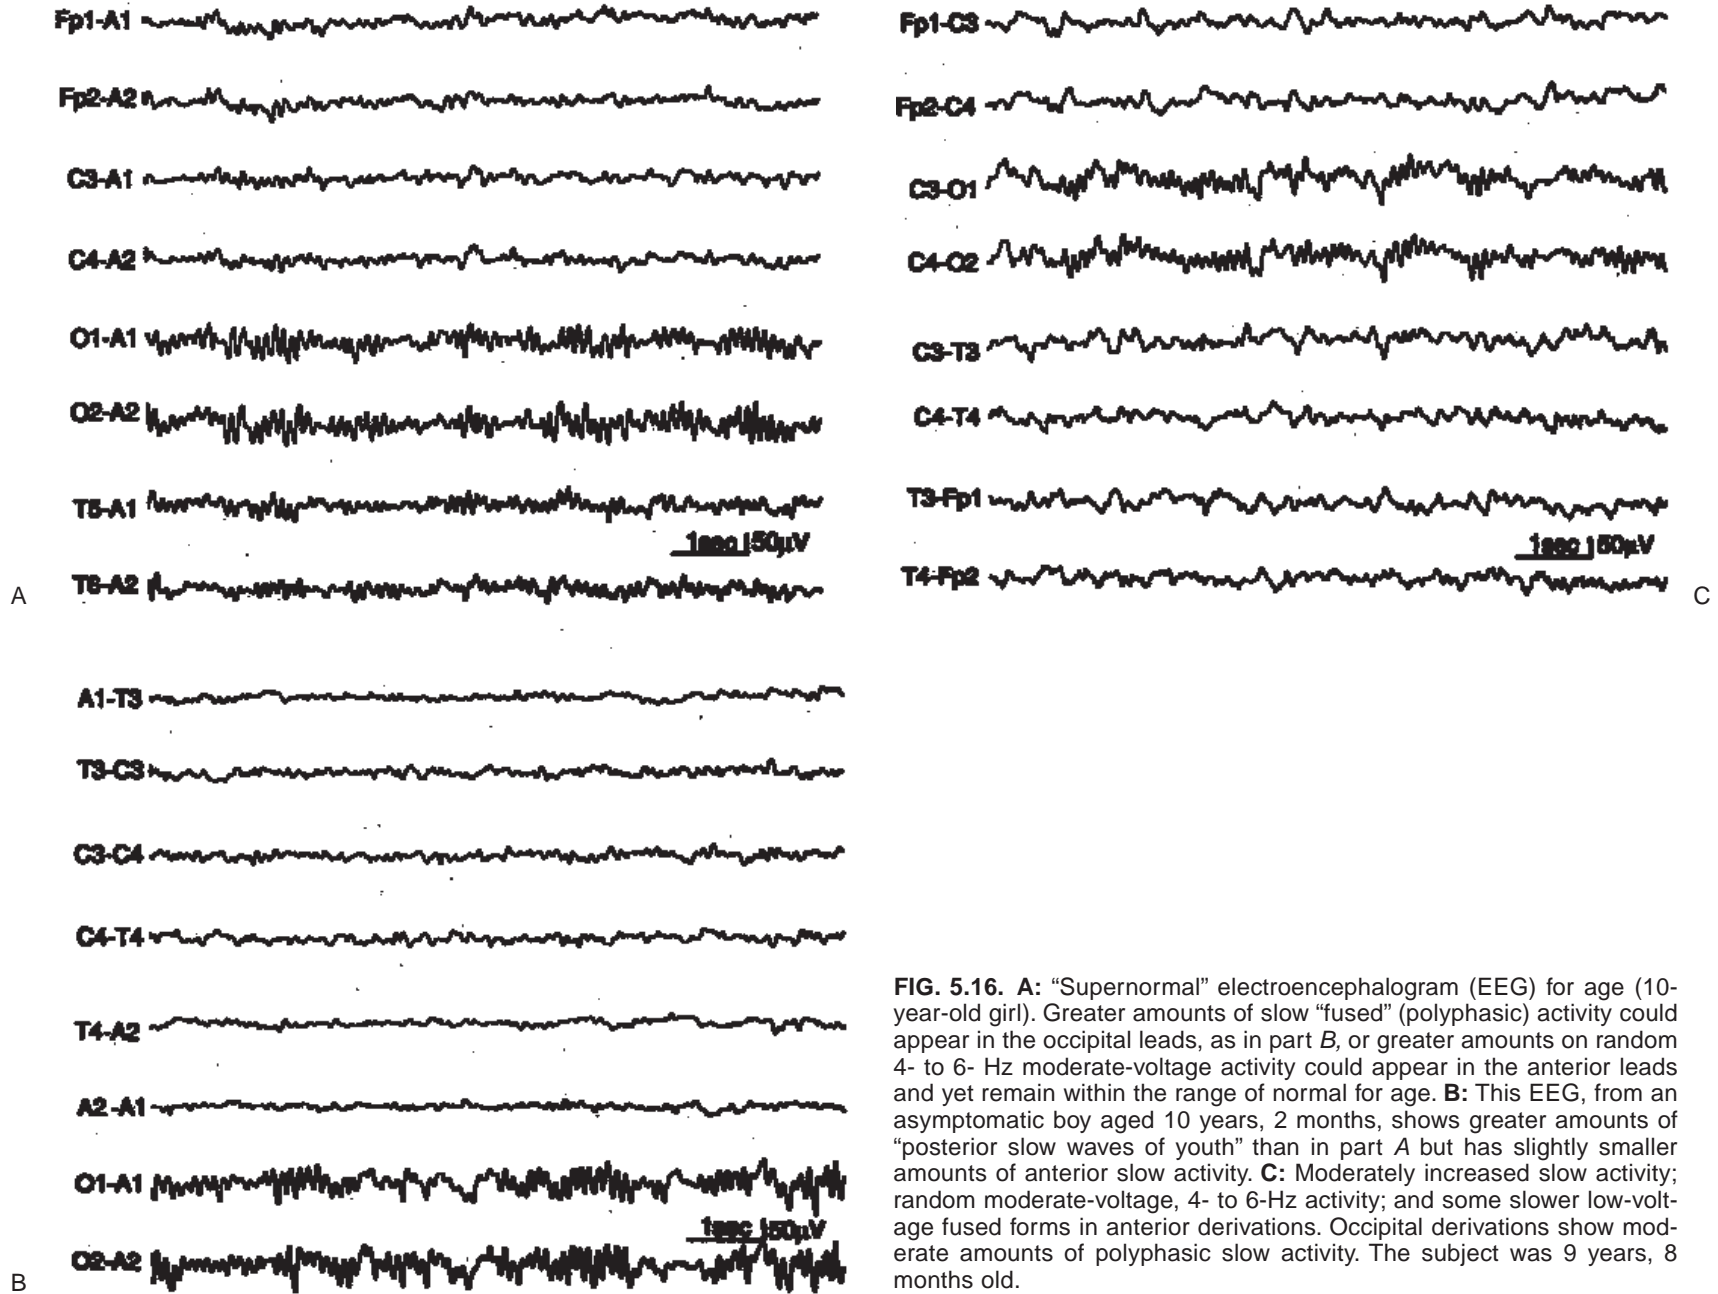 Fp1-A1
Fp2-A2
C3-A1
C4-A2
O1-A1
O2-A2
T5-A1
1sec 50µV
T6-A2
A
Fp1-C3
Fp2-C4
C3-O1
C4-O2
C3-T3
C4-T4
T3-Fp1
1sec 50µV
T4-Fp2
C
A1-T3
T3-C3
C3-C4
C4-T4
T4-A2
A2-A1
O1-A1
1sec 50µV
O2-A2
B
FIG. 5.16. A: “Supernormal” electroencephalogram (EEG) for age (10-
year-old girl). Greater amounts of slow “fused” (polyphasic) activity could
appear in the occipital leads, as in part B, or greater amounts on random
4- to 6- Hz moderate-voltage activity could appear in the anterior leads
and yet remain within the range of normal for age. B: This EEG, from an
asymptomatic boy aged 10 years, 2 months, shows greater amounts of
“posterior slow waves of youth” than in part A but has slightly smaller
amounts of anterior slow activity. C: Moderately increased slow activity;
random moderate-voltage, 4- to 6-Hz activity; and some slower low-volt-
age fused forms in anterior derivations. Occipital derivations show mod-
erate amounts of polyphasic slow activity. The subject was 9 years, 8
months old.